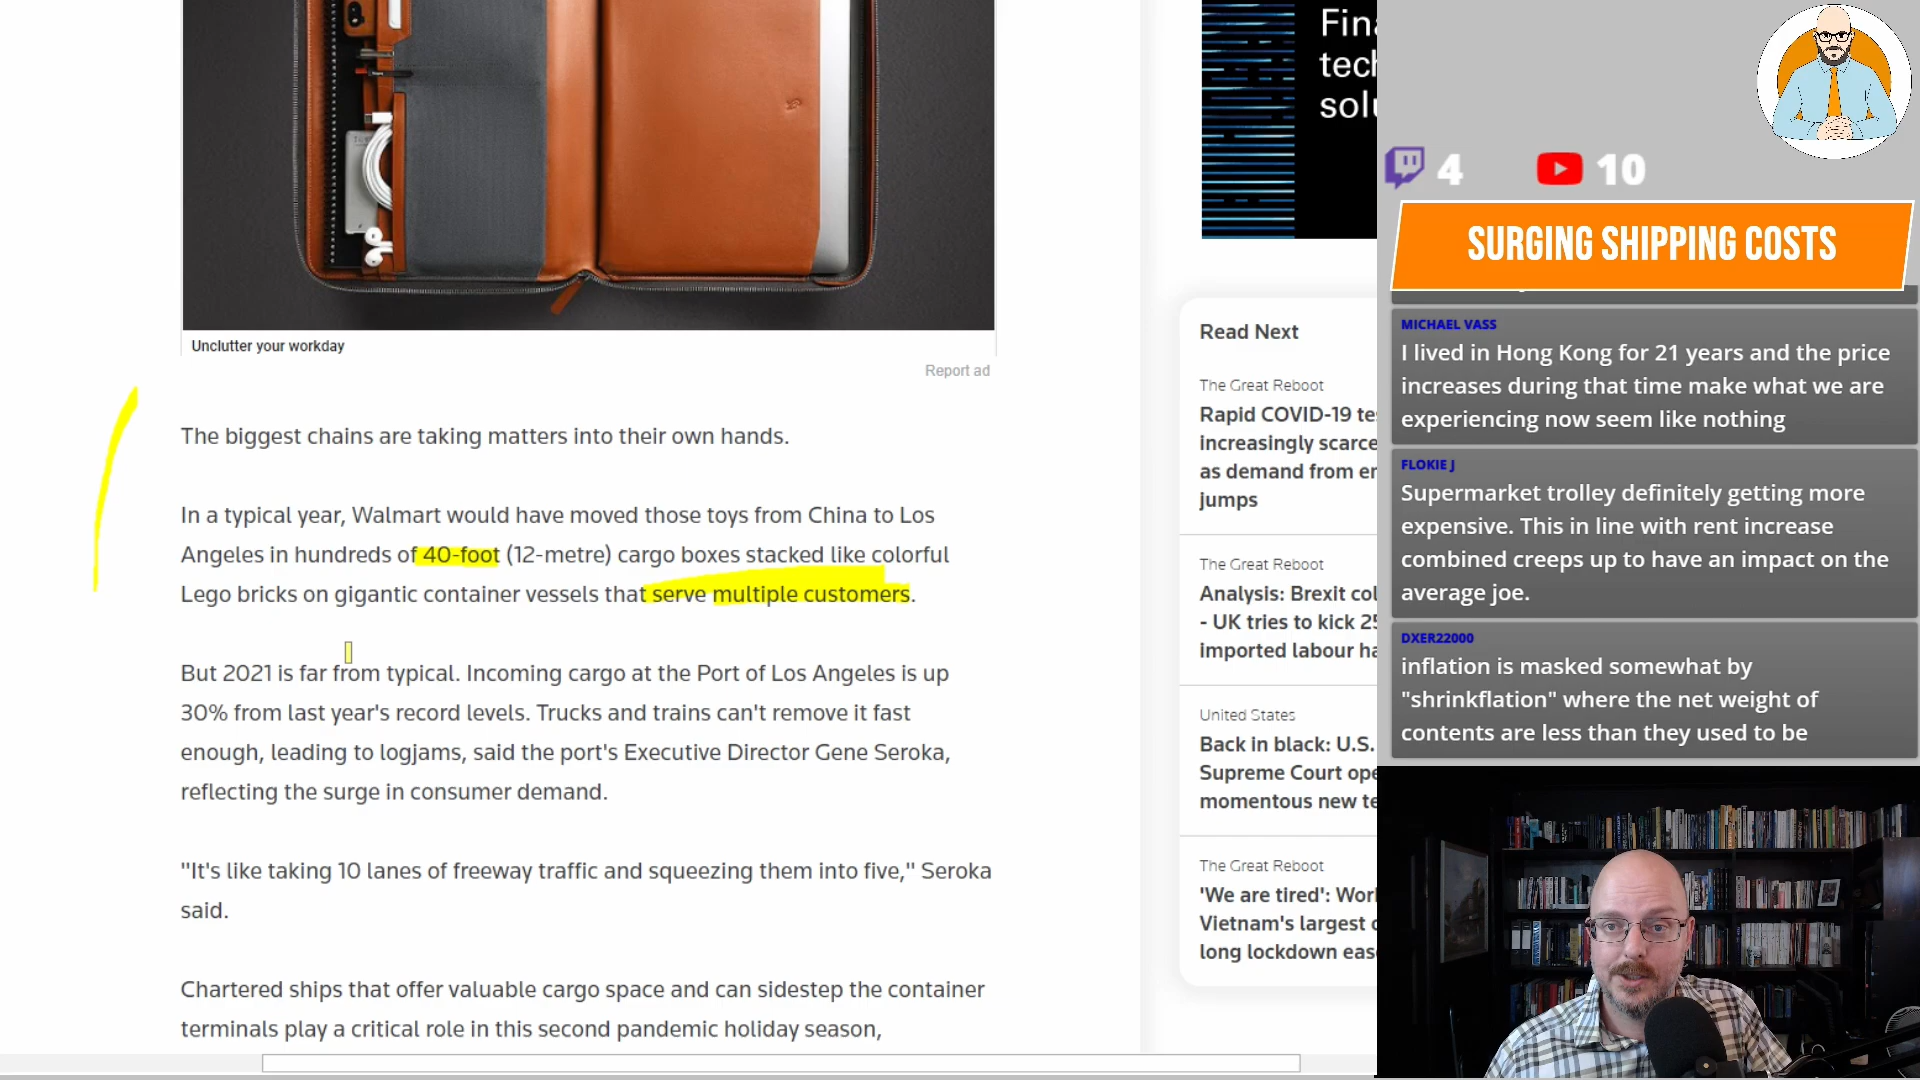 Unclutter your workday
Report ad
The biggest chains are taking matters into their own hands.
In a typical year, Walmart would have moved those toys from China to Los
Angeles in hundreds of 40-foot (12-metre) cargo boxes stacked like colorful
Lego bricks on gigantic container vessels that serve multiple customers.
But 2021 is far from typical. Incoming cargo at the Port of Los Angeles is up
30% from last year's record levels. Trucks and trains can't remove it fast
enough, leading to logjams, said the port's Executive Director Gene Seroka,
reflecting the surge in consumer demand.
"It's like taking 10 lanes of freeway traffic and squeezing them into five," Seroka
said.
Chartered ships that offer valuable cargo space and can sidestep the container
terminals play a critical role in this second pandemic holiday season,
Read Next
The Great Reboot
Rapid COVID-19
increasingly scarce
as demand from
jumps
The Great Reboot
Analysis: Brexit
- UK tries to kick
imported labour
United States
Back in black: U.S.
Supreme Court
momentous new
The Great Reboot
'We are tired':
Vietnam's largest
long lockdown
4
10
SURGING SHIPPING COSTS
MICHAEL VASS
I lived in Hong Kong for 21 years and the price
increases during that time make what we are
experiencing now seem like nothing
FLOKIE J
Supermarket trolley definitely getting more
expensive. This in line with rent increase
combined creeps up to have an impact on the
average joe.
DXER22000
inflation is masked somewhat by
"shrinkflation" where the net weight of
contents are less than they used to be